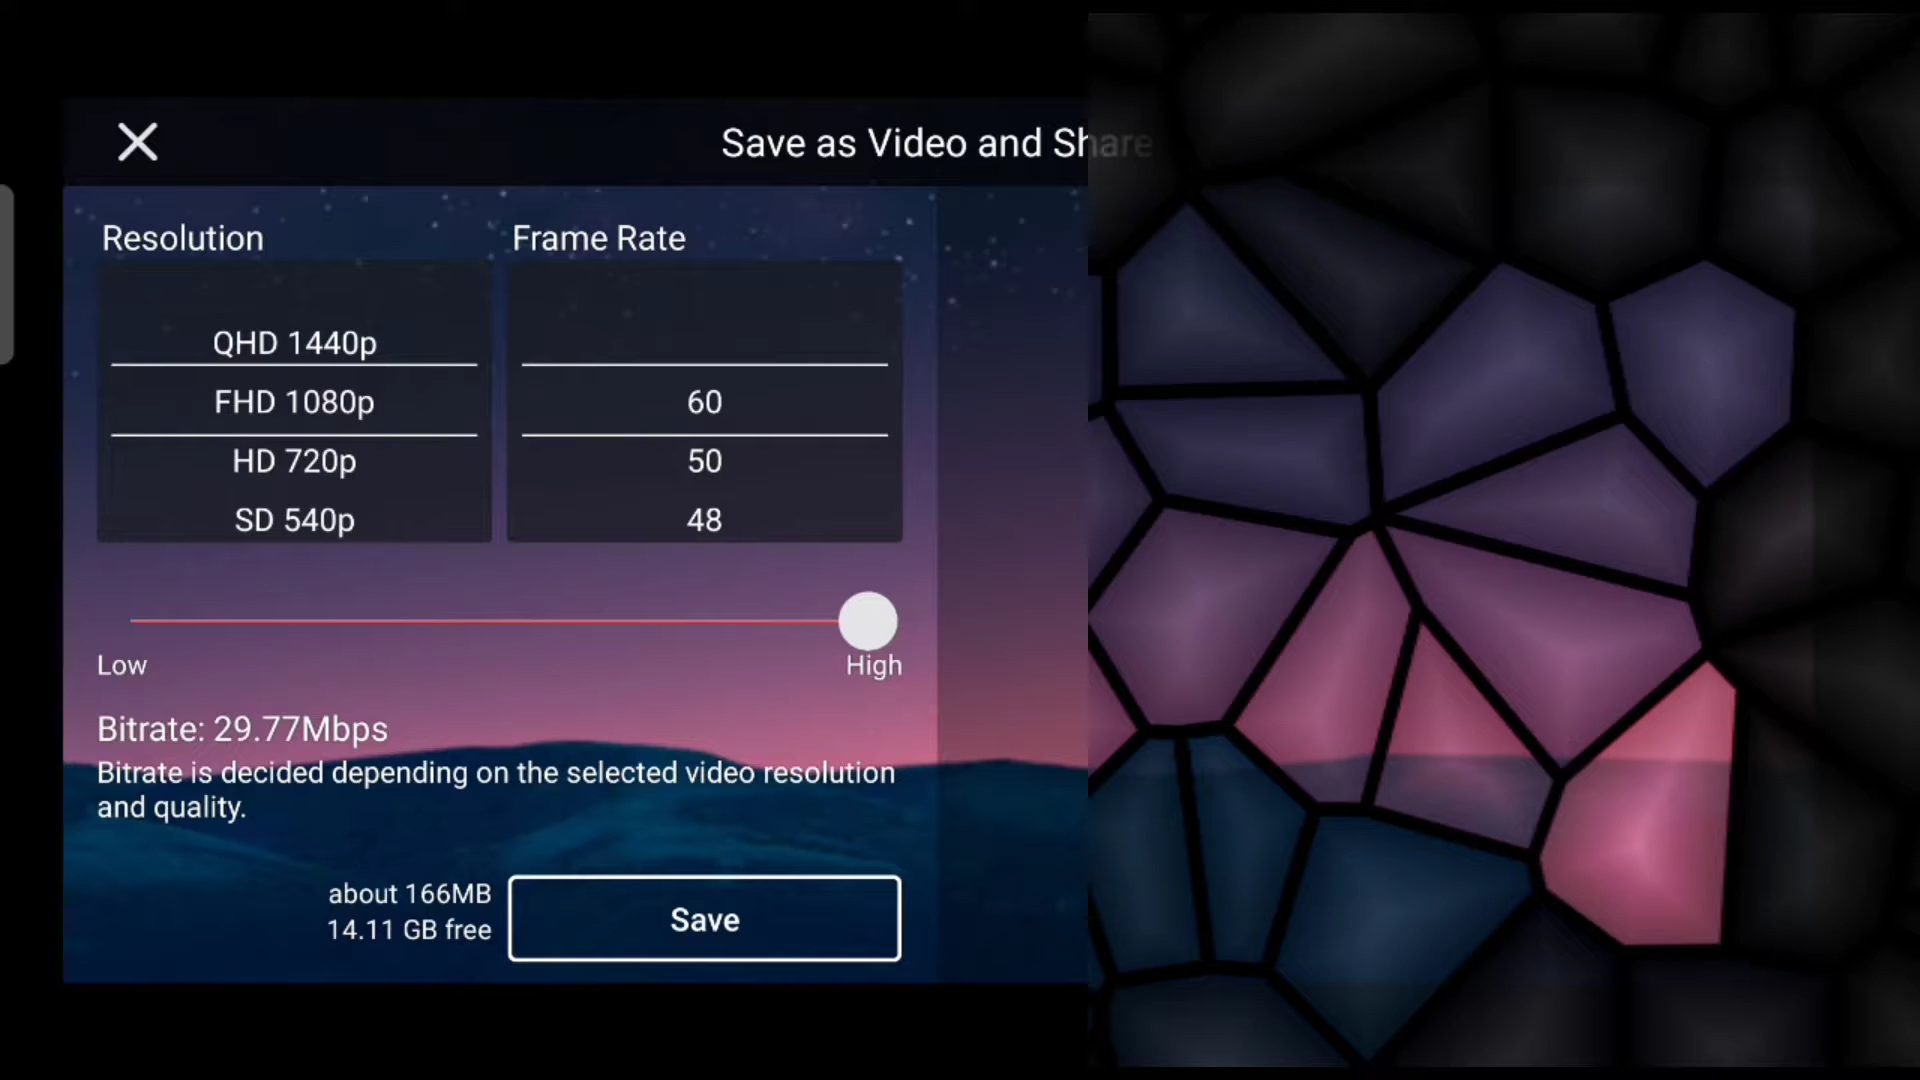 Save as Video and Share
Resolution
Frame Rate
QHD 1440p
FHD 1080p
HD 720p
SD 540p
60
50
48
Low
High
Bitrate: 29.77Mbps
Bitrate is decided depending on the selected video resolution
and quality.
about 166MB
14.11 GB free
Save